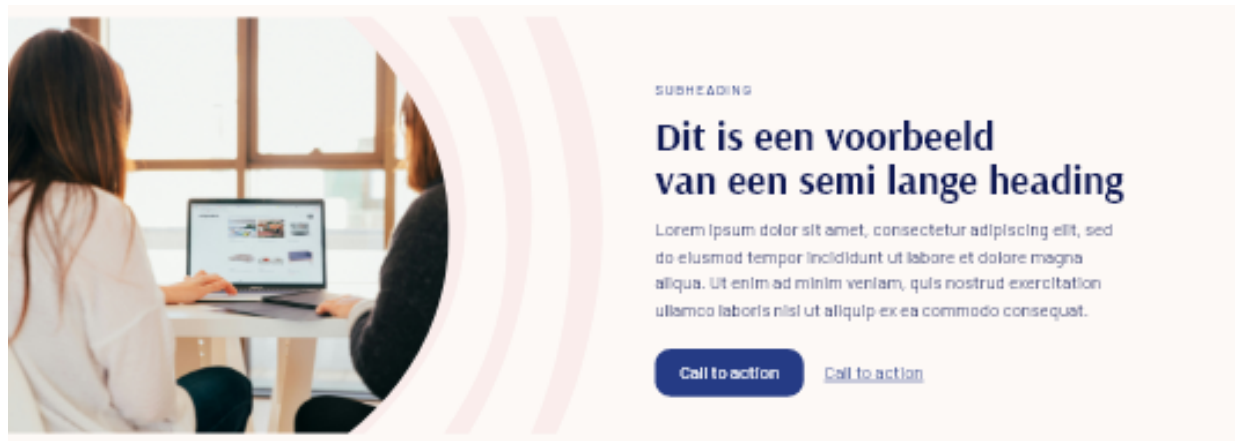 SUBHEADING
Dit is een voorbeeld
van een semi lange heading
Lorem ipsum dolor sit amet, consectetur adipiscing elit, sed
do eiusmod tempor incididunt ut labore et dolore magna
aliqua. Ut enim ad minim veniam, quis nostrud exercitation
ullamco laboris nisi ut aliquip ex ea commodo consequat.
Call to action
Call to action